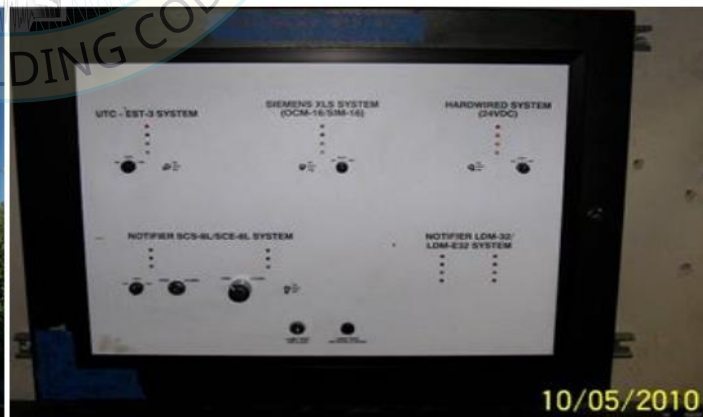 DING COD
UTC - EST-3 SYSTEM
SIEMENS XLS SYSTEM
(OCM-16/SIM-16)
HARDWIRED SYSTEM
(24VDC)
NOTIFIER SCS-8L/SCE-8L SYSTEM
NOTIFIER LDM-32/
LDM-E32 SYSTEM
10/05/2010